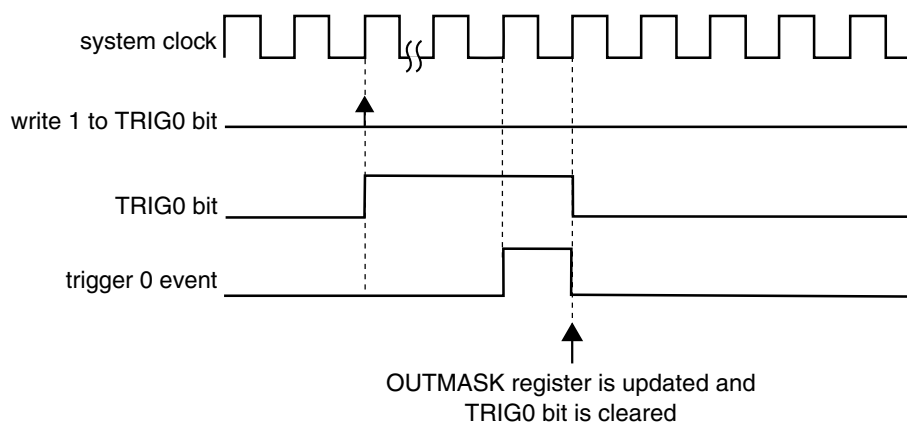 system clock
write 1 to TRIG0 bit
TRIG0 bit
trigger 0 event
OUTMASK register is updated and
TRIG0 bit is cleared